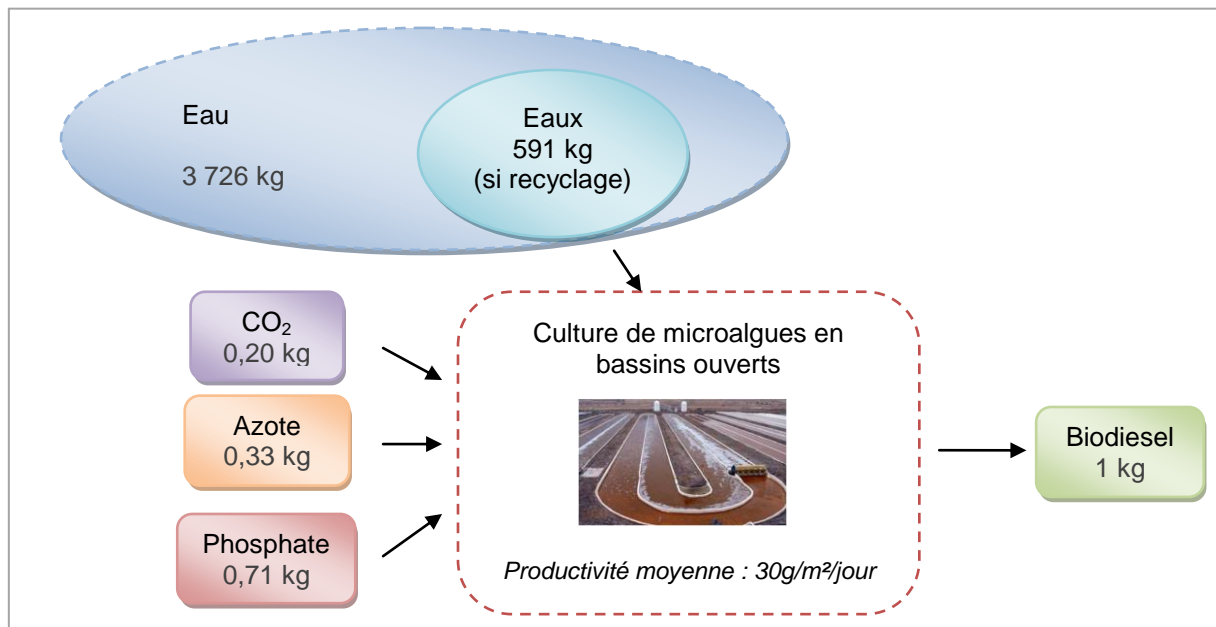 Eau
3 726 kg
Eaux
591 kg
(si recyclage)
CO₂
0,20 kg
Azote
0,33 kg
Phosphate
0,71 kg
Culture de microalgues en
bassins ouverts
Productivité moyenne : 30g/m²/jour
Biodiesel
1 kg